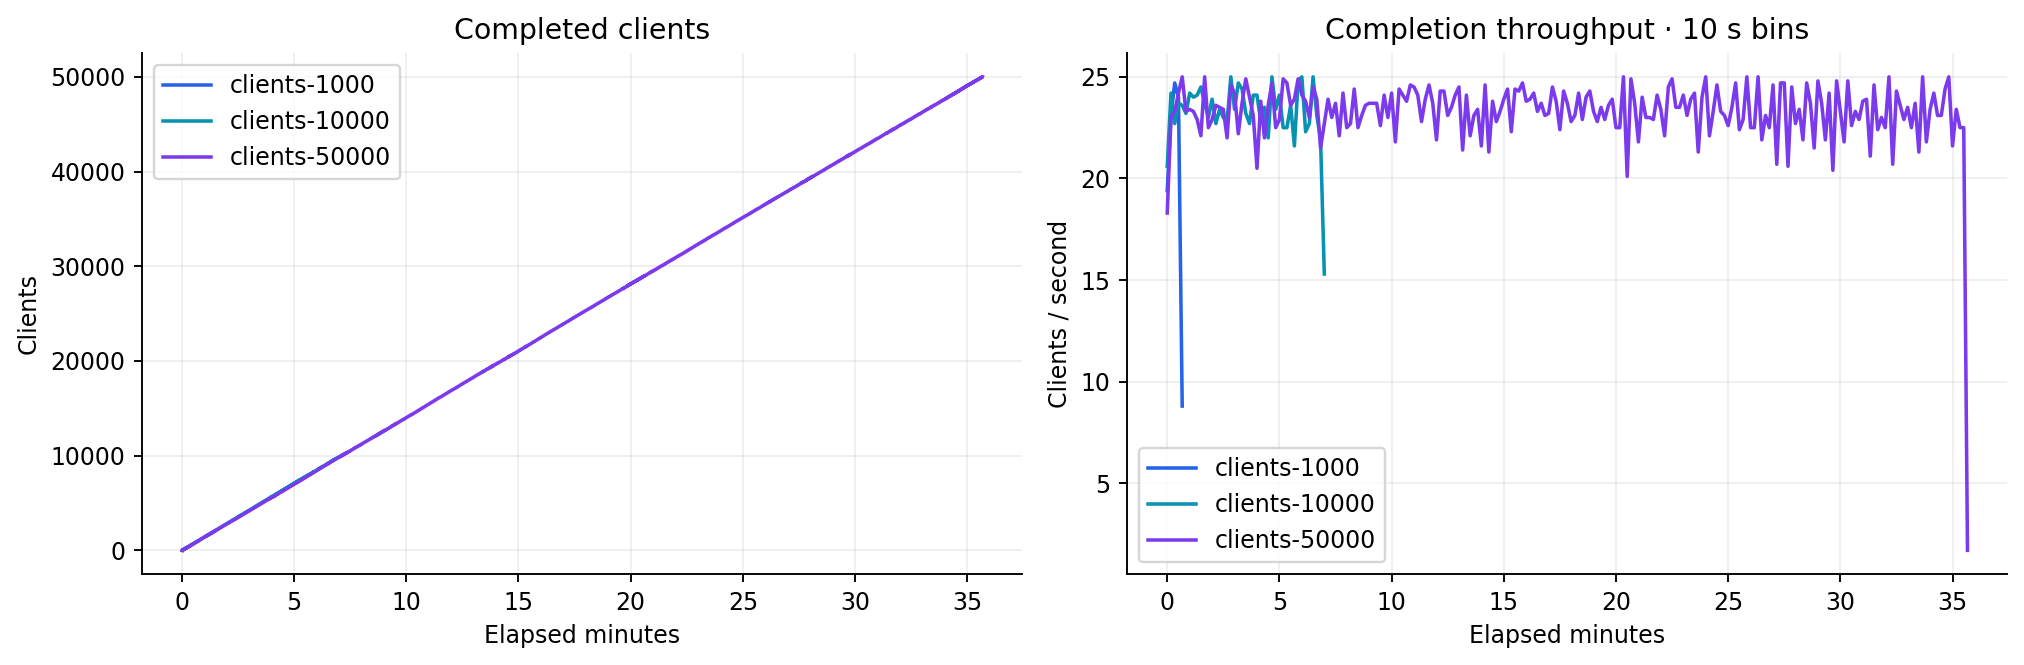 Completed clients
clients-1000
clients-10000
clients-50000
50000
40000
30000
20000
10000
0
Clients
0 5 10 15 20 25 30 35
Elapsed minutes
Completion throughput · 10 s bins
25
20
15
10
5
Clients / second
clients-1000
clients-10000
clients-50000
0 5 10 15 20 25 30 35
Elapsed minutes